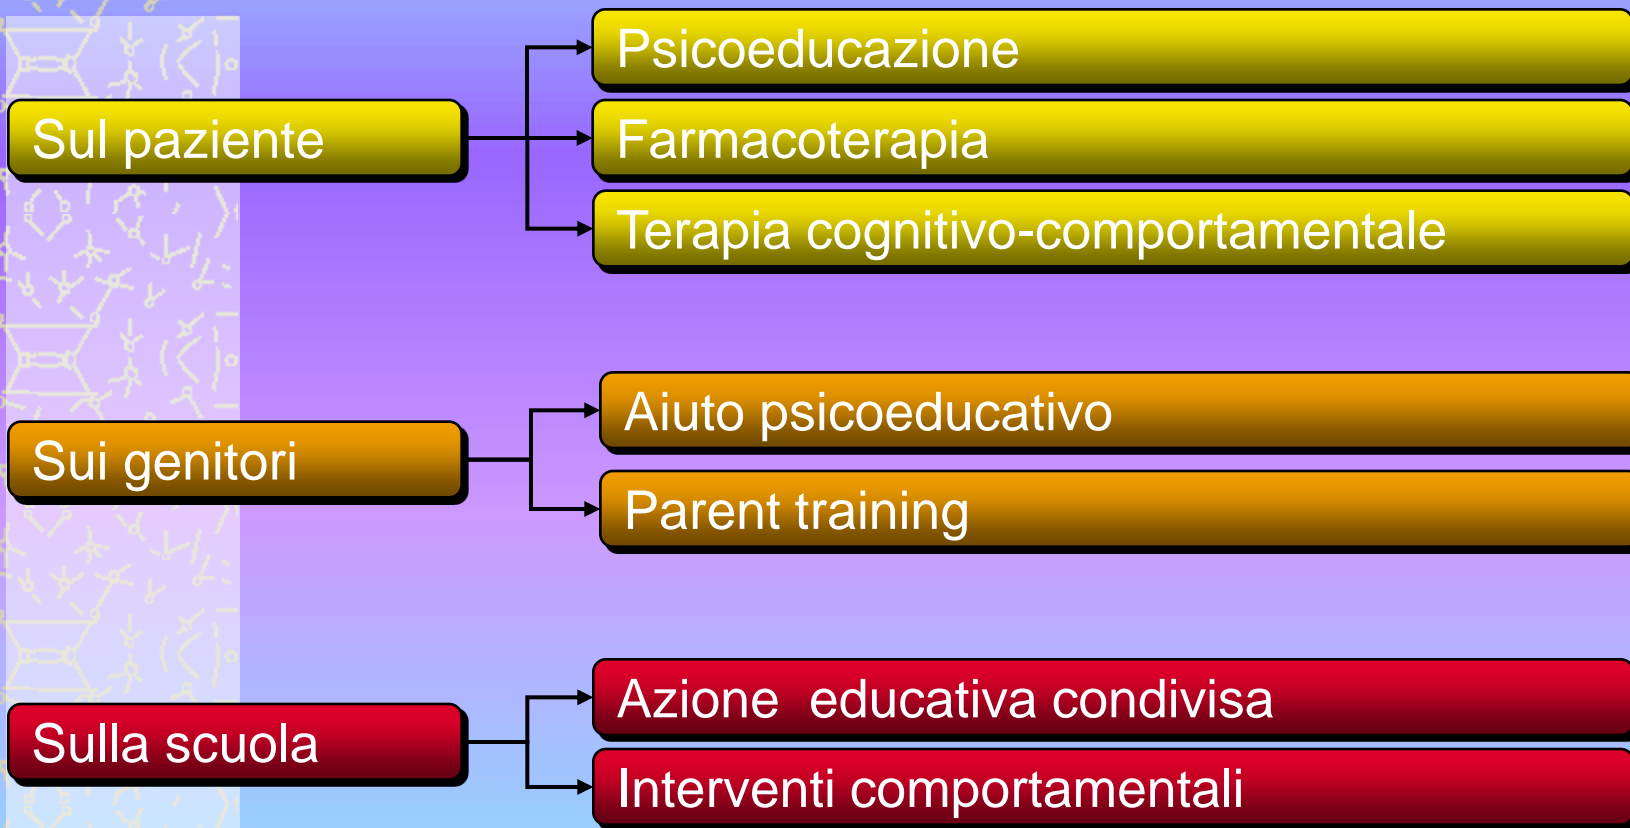 Sul paziente
Psicoeducazione
Farmacoterapia
Terapia cognitivo-comportamentale
Sui genitori
Aiuto psicoeducativo
Parent training
Sulla scuola
Azione  educativa condivisa
Interventi comportamentali